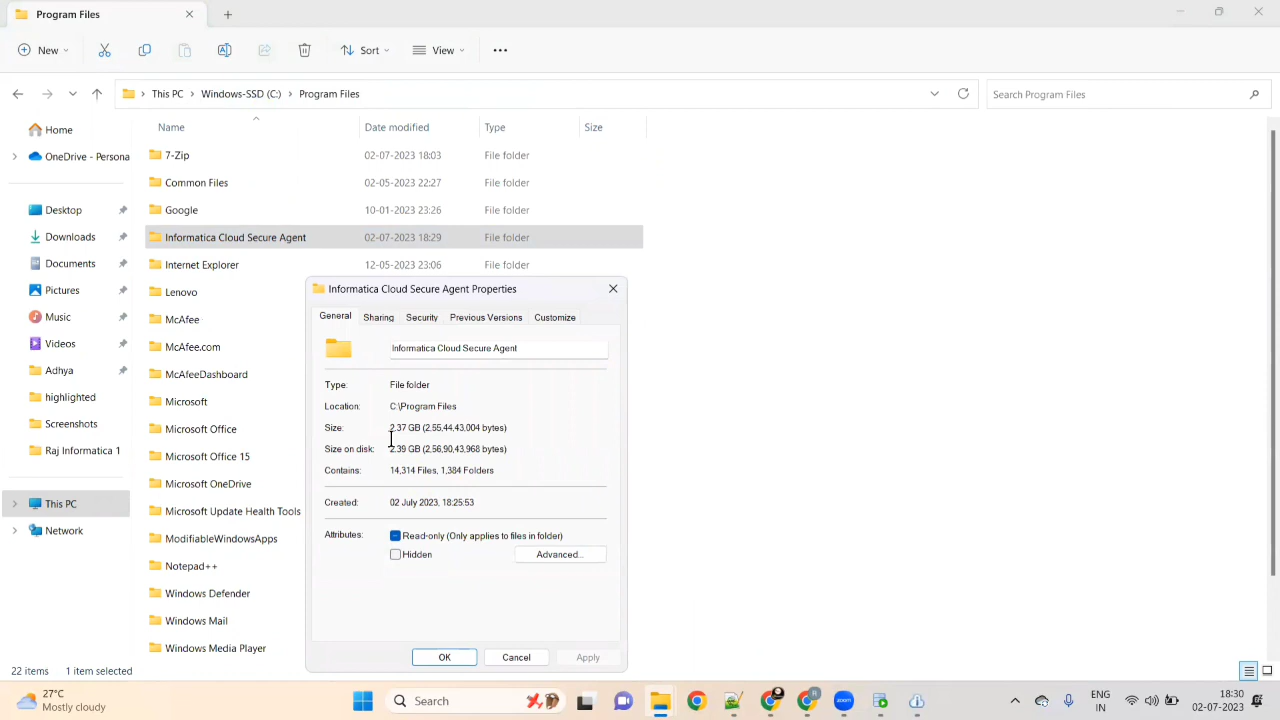 Program Files
New
Sort
View
This PC > Windows-SSD (C:) > Program Files
Search Program Files
Home
OneDrive - Persona
Desktop
Downloads
Documents
Pictures
Music
Videos
Adhya
highlighted
Screenshots
Raj Informatica 1
This PC
Network
Name Date modified Type Size
7-Zip 02-07-2023 18:03 File folder
Common Files 02-05-2023 22:27 File folder
Google 10-01-2023 23:26 File folder
Informatica Cloud Secure Agent 02-07-2023 18:29 File folder
Internet Explorer 12-05-2023 23:06 File folder
Lenovo
McAfee
McAfee.com
McAfeeDashboard
Microsoft
Microsoft Office
Microsoft Office 15
Microsoft OneDrive
Microsoft Update Health Tools
ModifiableWindowsApps
Notepad++
Windows Defender
Windows Mail
Windows Media Player
Informatica Cloud Secure Agent Properties
General Sharing Security Previous Versions Customize
Informatica Cloud Secure Agent
Type: File folder
Location: C:\Program Files
Size: 2.37 GB (2,55,44,43,004 bytes)
Size on disk: 2.39 GB (2,56,90,43,968 bytes)
Contains: 14,314 Files, 1,384 Folders
Created: 02 July 2023, 18:25:53
Attributes: Read-only (Only applies to files in folder)
Hidden Advanced...
OK Cancel Apply
22 items 1 item selected
27°C
Mostly cloudy
Search
zoom
R
ENG
IN
18:30
02-07-2023